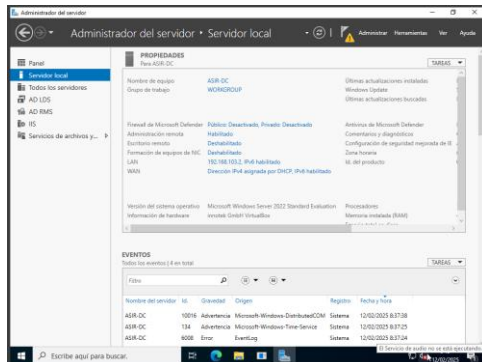 Administrador del servidor
Administrador del servidor • Servidor local
Administrar Herramientas Ver Ayuda
Panel
Servidor local
Todos los servidores
AD LDS
AD RMS
IIS
Servicios de archivos y...
PROPIEDADES
Para ASIR-DC
TAREAS
Nombre de equipo ASIR-DC Últimas actualizaciones instaladas
Grupo de trabajo WORKGROUP Windows Update
Últimas actualizaciones buscadas
Firewall de Microsoft Defender Público: Desactivado, Privado: Desactivado Antivirus de Microsoft Defender
Administración remota Habilitado Comentarios y diagnósticos
Escritorio remoto Deshabilitado Configuración de seguridad mejorada de IE
Formación de equipos de NIC Deshabilitado Zona horaria
LAN 192.168.103.2, IPv6 habilitado Id. del producto
WAN Dirección IPv4 asignada por DHCP, IPv6 habilitado
Versión del sistema operativo Microsoft Windows Server 2022 Standard Evaluation Procesadores
Información de hardware innotek GmbH VirtualBox Memoria instalada (RAM)
EVENTOS
Todos los eventos | 4 en total
TAREAS
Filtro
Nombre del servidor Id. Gravedad Origen Registro Fecha y hora
ASIR-DC 10016 Advertencia Microsoft-Windows-DistributedCOM Sistema 12/02/2025 8:37:38
ASIR-DC 134 Advertencia Microsoft-Windows-Time-Service Sistema 12/02/2025 8:37:25
ASIR-DC 6008 Error EventLog Sistema 12/02/2025 8:37:24
El Servicio de audio no se está ejecutando.
Escribe aquí para buscar.
12/02/2025